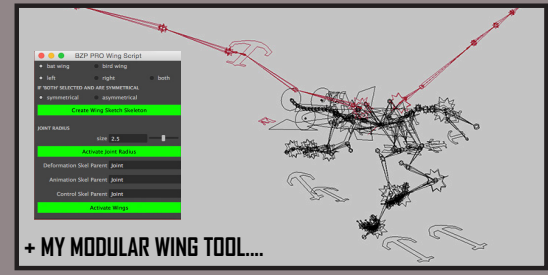 BZP PRO Wing Script
bat wing bird wing
left right both
IF 'BOTH' SELECTED AND ARE SYMMETRICAL
symmetrical asymmetrical
Create Wing Sketch Skeleton
JOINT RADIUS
size 2.5
Activate Joint Radius
Deformation Skel Parent Joint
Animation Skel Parent Joint
Control Skel Parent Joint
Activate Wings
+ MY MODULAR WING TOOL....